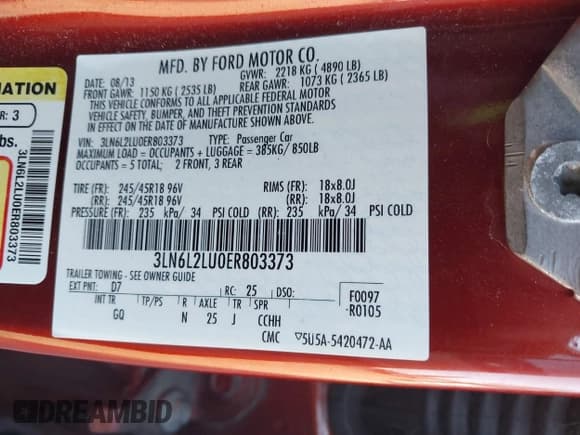 MFD. BY FORD MOTOR CO.
DATE: 08/13
GVWR: 2218 KG ( 4890 LB)
FRONT GAWR: 1150 KG ( 2535 LB)
REAR GAWR: 1073 KG ( 2365 LB)
THIS VEHICLE CONFORMS TO ALL APPLICABLE FEDERAL MOTOR
VEHICLE SAFETY, BUMPER, AND THEFT PREVENTION STANDARDS
IN EFFECT ON THE DATE OF MANUFACTURE SHOWN ABOVE.
VIN: 3LN6L2LU0ER803373
TYPE: Passenger Car
MAXIMUM LOAD = OCCUPANTS + LUGGAGE = 385KG/ 850LB
OCCUPANTS = 5 TOTAL; 2 FRONT, 3 REAR
TIRE (FR): 245/45R18 96V RIMS (FR): 18x8.0J
(RR): 245/45R18 96V (RR): 18x8.0J
PRESSURE (FR): 235 kPa/ 34 PSI COLD (RR): 235 kPa/ 34 PSI COLD
3LN6L2LU0ER803373
TRAILER TOWING - SEE OWNER GUIDE
EXT PNT: D7 RC: 25 DSO:
INT TR TP/PS R AXLE TR SPR
GQ N 25 J CCHH
F0097
R0105
CMC ▽5U5A-5420472-AA
MATION
R: 3
bs.
3LN6L2LU0ER803373
DREAMBID